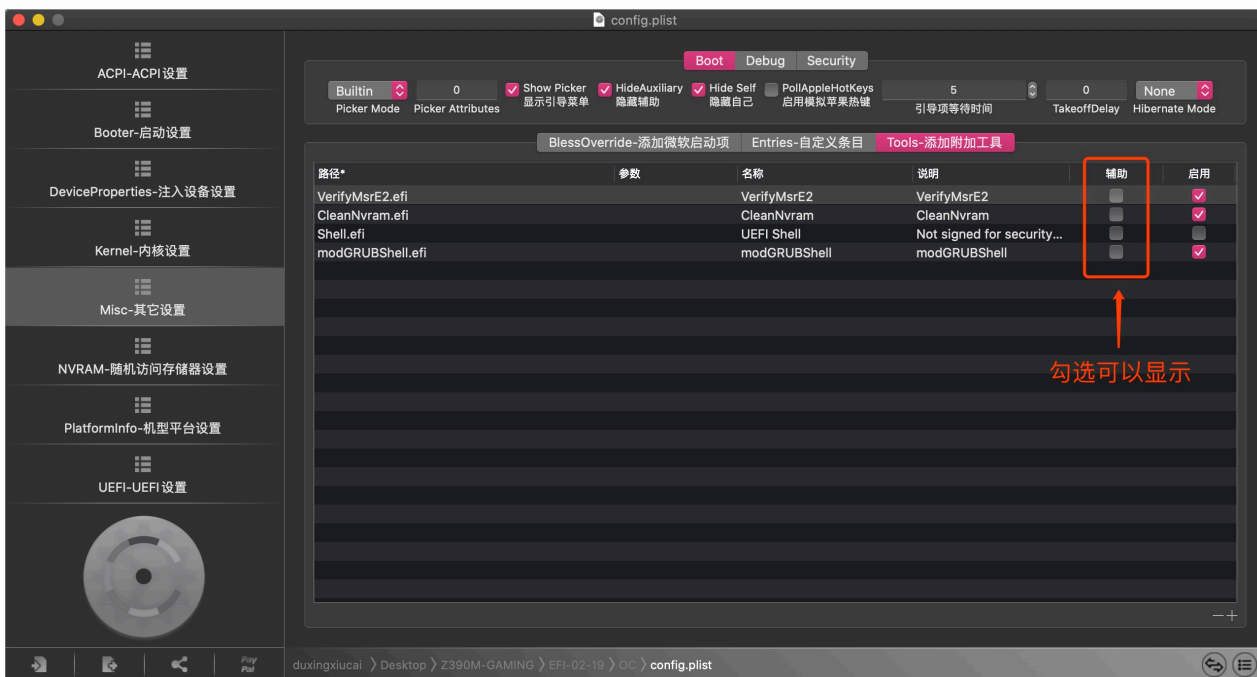 config.plist
ACPI-ACPI设置
Booter-启动设置
DeviceProperties-注入设备设置
Kernel-内核设置
Misc-其它设置
NVRAM-随机访问存储器设置
PlatformInfo-机型平台设置
UEFI-UEFI设置
Pay
Pal
Boot Debug Security
Builtin 0 Show Picker HideAuxiliary Hide Self PollAppleHotKeys 5 0 None
显示引导菜单 隐藏辅助 隐藏自己 启用模拟苹果热键
Picker Mode Picker Attributes 引导项等待时间 TakeoffDelay Hibernate Mode
BlessOverride-添加微软启动项 Entries-自定义条目 Tools-添加附加工具
路径* 参数 名称 说明 辅助 启用
VerifyMsrE2.efi VerifyMsrE2 VerifyMsrE2
CleanNvram.efi CleanNvram CleanNvram
Shell.efi UEFI Shell Not signed for security...
modGRUBShell.efi modGRUBShell modGRUBShell
勾选可以显示
duxingxiucai 〉Desktop 〉Z390M-GAMING 〉EFI-02-19 〉OC 〉config.plist